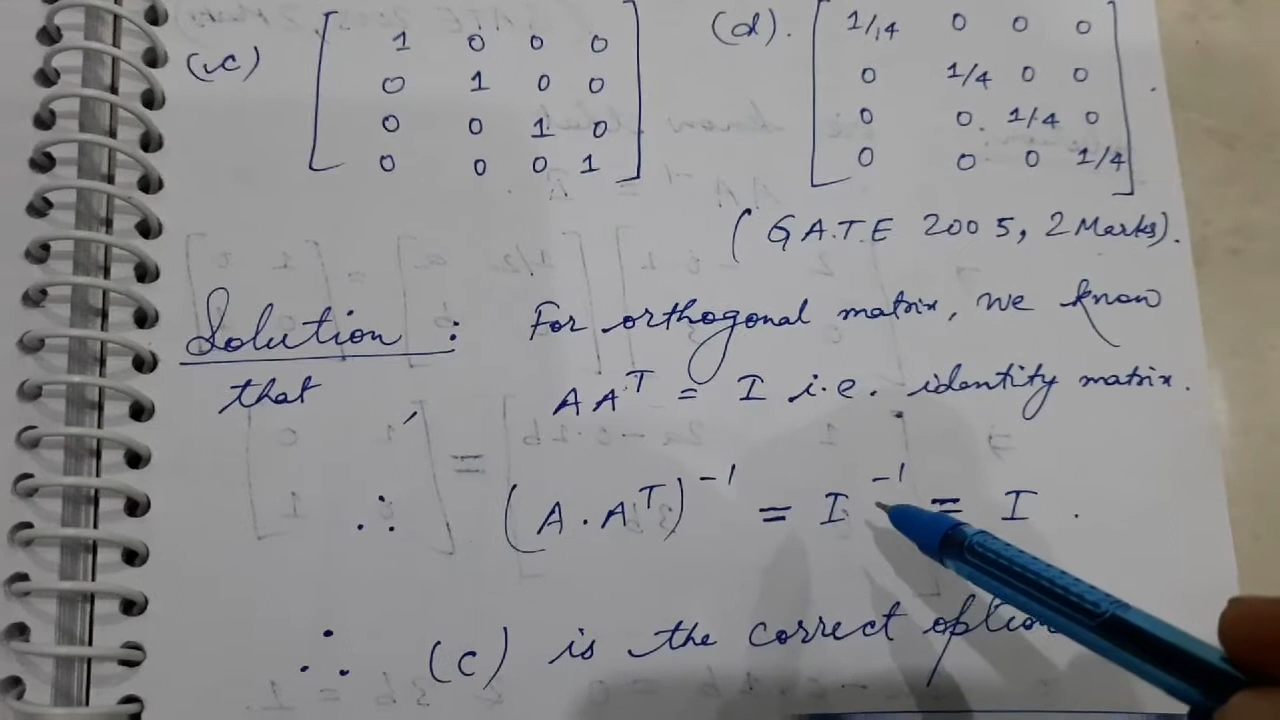 (c) [ 1 0 0 0
0 1 0 0
0 0 1 0
0 0 0 1 ]
(d). [ 1/4 0 0 0
0 1/4 0 0
0 0. 1/4 0
0 0 0 1/4 ].
(G.A.T.E 2005, 2 Marks).
Solution : For orthogonal matrix, we know
that AAᵀ = I i.e. identity matrix.
∴ (A.Aᵀ)⁻¹ = I⁻¹ = I .
∴ (c) is the correct option